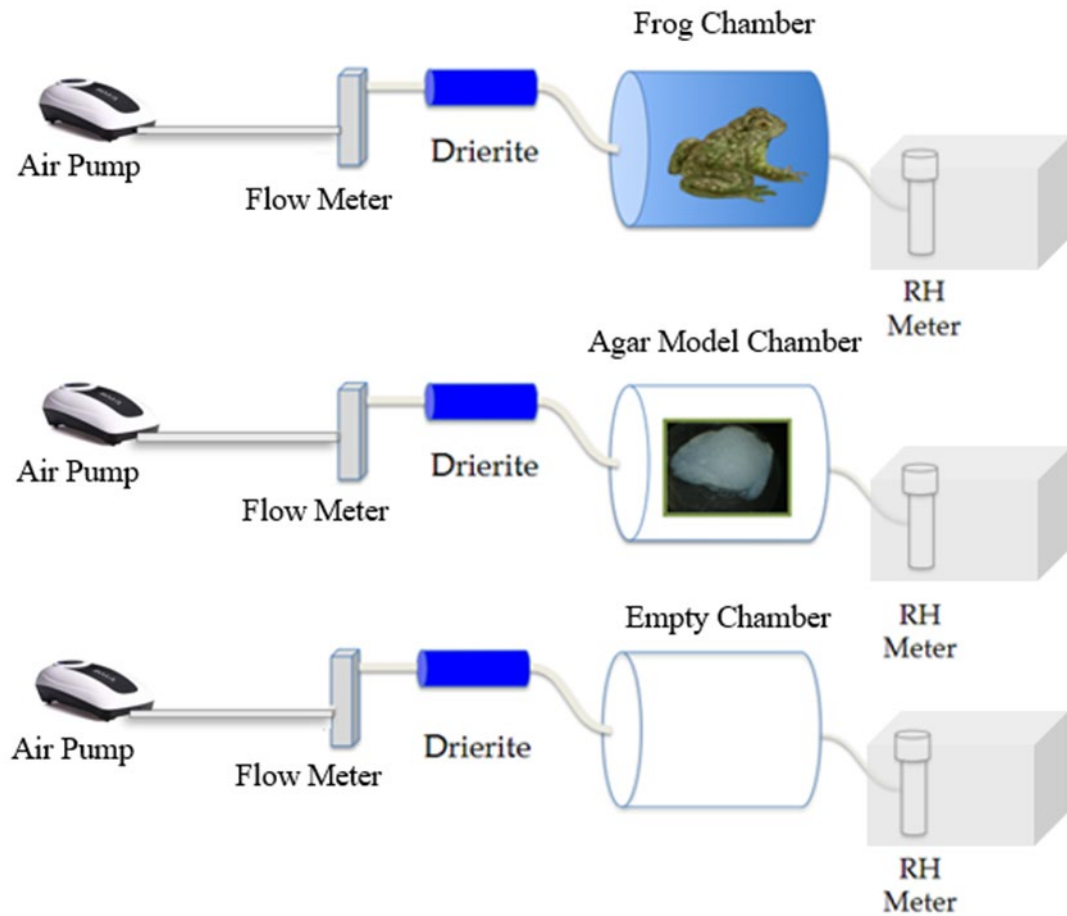 Frog Chamber
Air Pump
Flow Meter
Drierite
RH
Meter
Agar Model Chamber
Air Pump
Flow Meter
Drierite
RH
Meter
Empty Chamber
Air Pump
Flow Meter
Drierite
RH
Meter